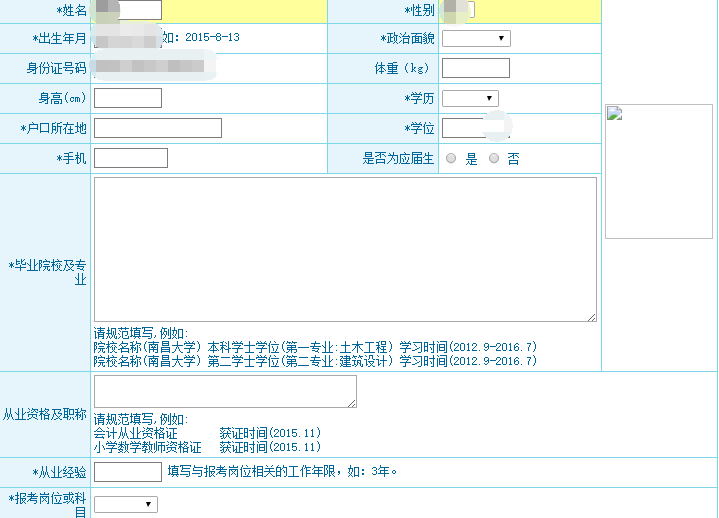 *姓名
*性别
*出生年月 如：2015-8-13
*政治面貌
身份证号码
体重（kg）
身高(cm)
*学历
*户口所在地
*学位
*手机
是否为应届生 是 否
*毕业院校及专
业
请规范填写,例如:
院校名称(南昌大学) 本科学士学位(第一专业:土木工程) 学习时间(2012.9-2016.7)
院校名称(南昌大学) 第二学士学位(第二专业:建筑设计) 学习时间(2012.9-2016.7)
从业资格及职称
请规范填写,例如:
会计从业资格证 获证时间(2015.11)
小学数学教师资格证 获证时间(2015.11)
*从业经验 填写与报考岗位相关的工作年限，如：3年。
*报考岗位或科
目